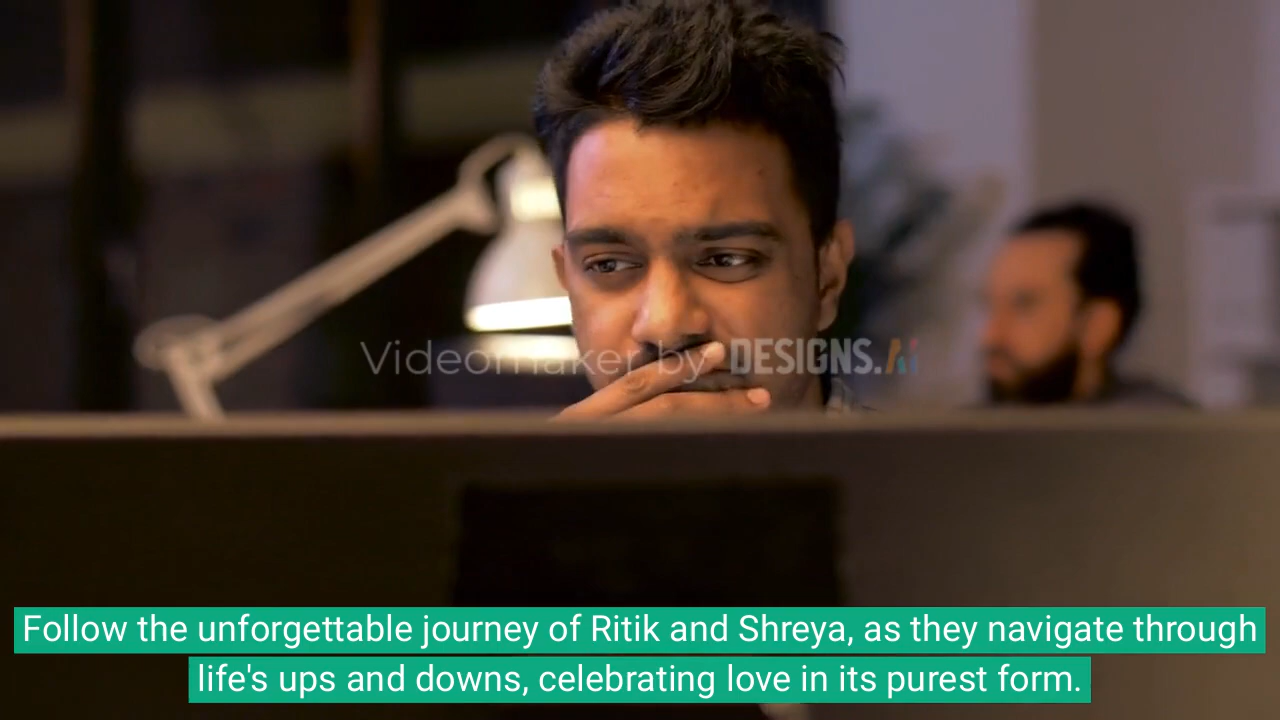 Videomaker by DESIGNS.AI
Follow the unforgettable journey of Ritik and Shreya, as they navigate through
life's ups and downs, celebrating love in its purest form.